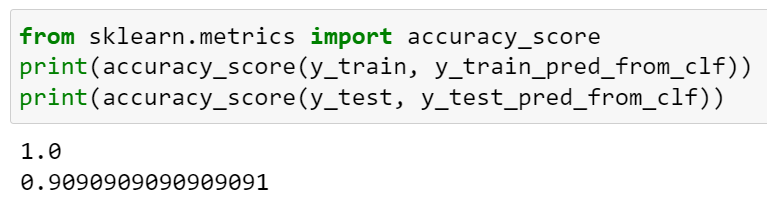 from sklearn.metrics import accuracy_score
print(accuracy_score(y_train, y_train_pred_from_clf))
print(accuracy_score(y_test, y_test_pred_from_clf))
1.0
0.9090909090909091